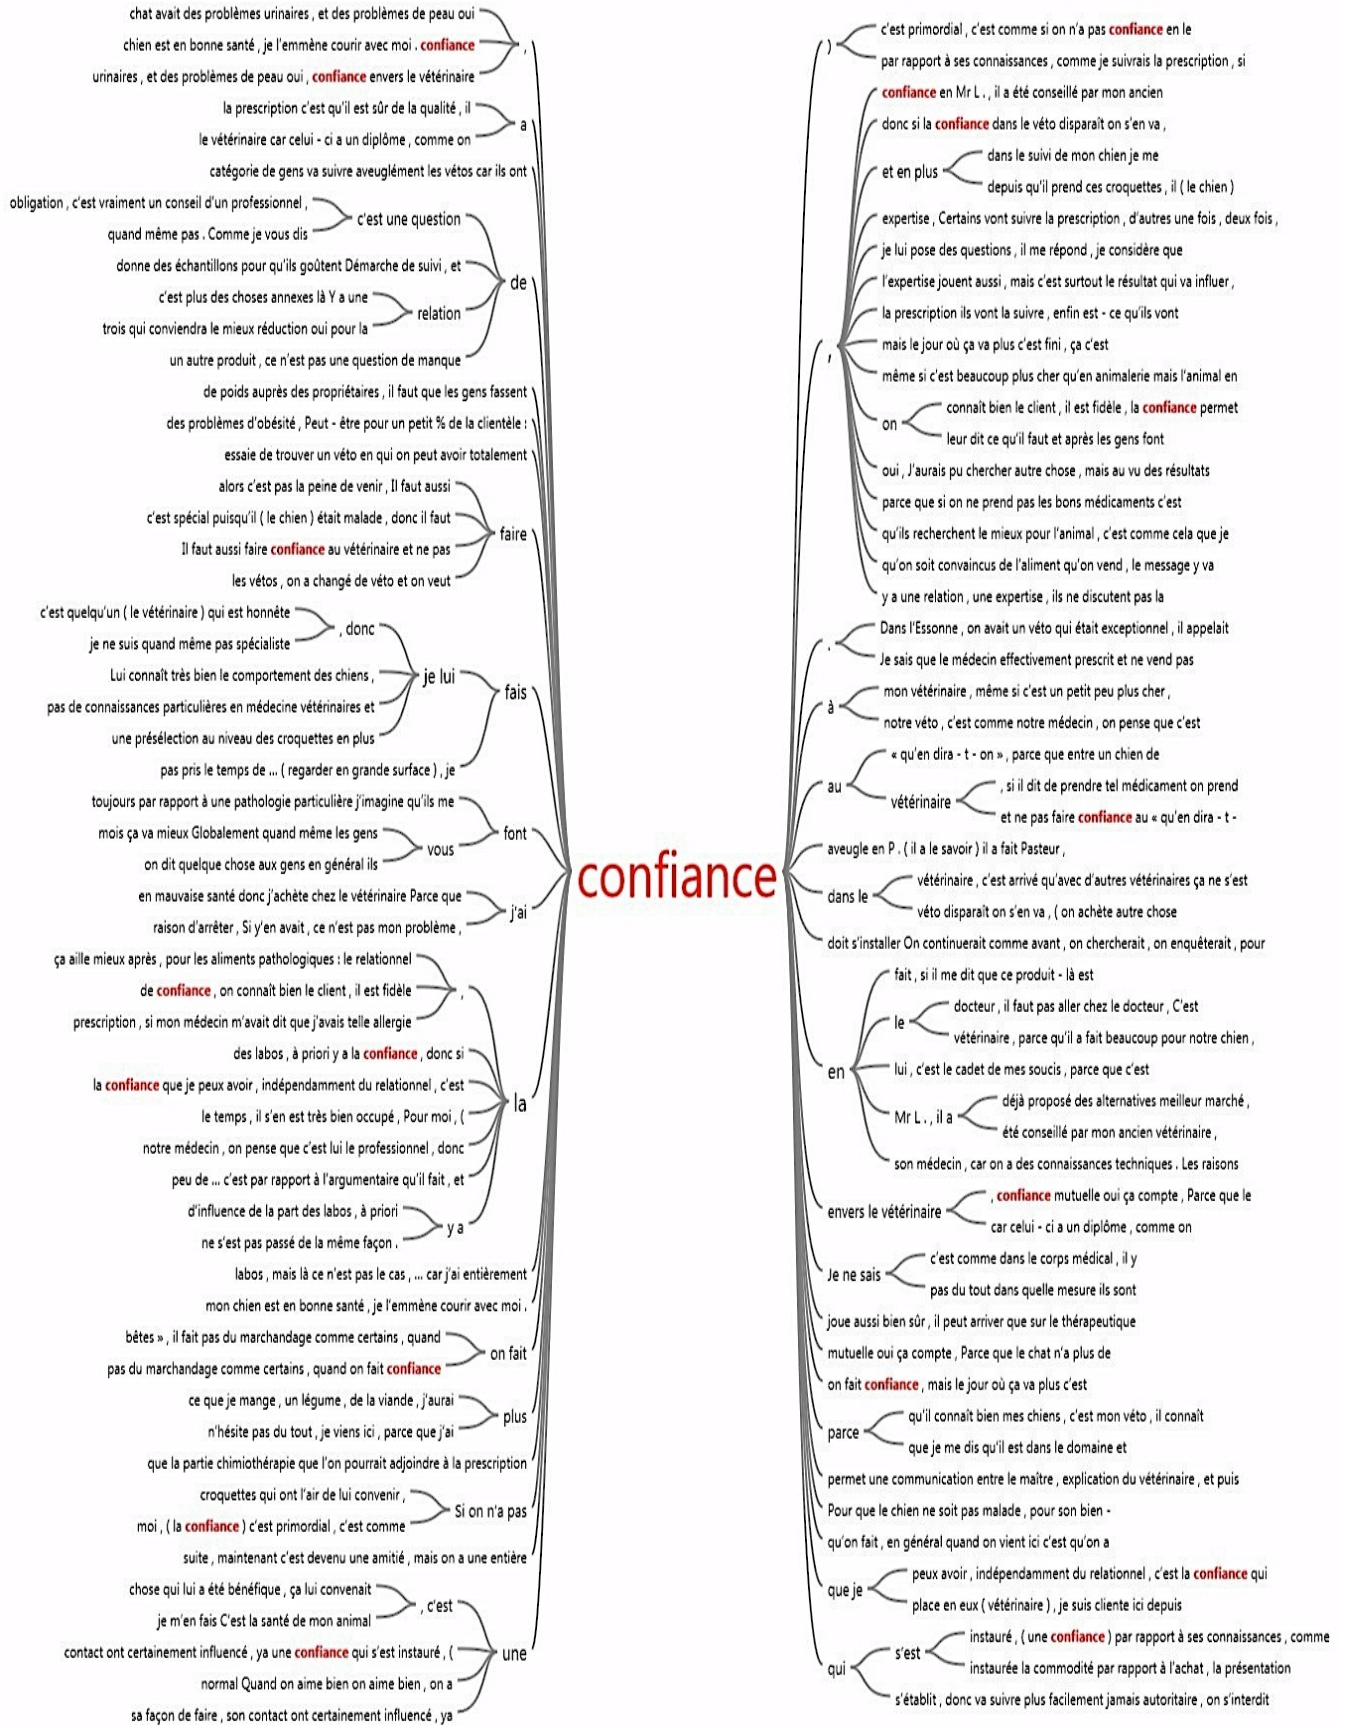 chat avait des problèmes urinaires , et des problèmes de peau oui
chien est en bonne santé , je l'emmène courir avec moi . confiance
urinaires , et des problèmes de peau oui , confiance envers le vétérinaire
,
la prescription c'est qu'il est sûr de la qualité , il
le vétérinaire car celui - ci a un diplôme , comme on
a
catégorie de gens va suivre aveuglément les vétos car ils ont
obligation , c'est vraiment un conseil d'un professionnel ,
quand même pas . Comme je vous dis
c'est une question
donne des échantillons pour qu'ils goûtent Démarche de suivi , et
c'est plus des choses annexes là Y a une
trois qui conviendra le mieux réduction oui pour la
relation
un autre produit , ce n'est pas une question de manque
de
de poids auprès des propriétaires , il faut que les gens fassent
des problèmes d'obésité , Peut - être pour un petit % de la clientèle :
essaie de trouver un véto en qui on peut avoir totalement
alors c'est pas la peine de venir , Il faut aussi
c'est spécial puisqu'il ( le chien ) était malade , donc il faut
Il faut aussi faire confiance au vétérinaire et ne pas
les vétos , on a changé de véto et on veut
faire
c'est quelqu'un ( le vétérinaire ) qui est honnête
je ne suis quand même pas spécialiste
, donc
Lui connaît très bien le comportement des chiens ,
pas de connaissances particulières en médecine vétérinaires et
une présélection au niveau des croquettes en plus
je lui
pas pris le temps de ... ( regarder en grande surface ) , je
fais
toujours par rapport à une pathologie particulière j'imagine qu'ils me
mois ça va mieux Globalement quand même les gens
on dit quelque chose aux gens en général ils
vous
font
en mauvaise santé donc j'achète chez le vétérinaire Parce que
raison d'arrêter , Si y'en avait , ce n'est pas mon problème ,
j'ai
ça aille mieux après , pour les aliments pathologiques : le relationnel
de confiance , on connaît bien le client , il est fidèle
prescription , si mon médecin m'avait dit que j'avais telle allergie
,
des labos , à priori y a la confiance , donc si
la confiance que je peux avoir , indépendamment du relationnel , c'est
le temps , il s'en est très bien occupé , Pour moi , (
notre médecin , on pense que c'est lui le professionnel , donc
peu de ... c'est par rapport à l'argumentaire qu'il fait , et
d'influence de la part des labos , à priori
ne s'est pas passé de la même façon .
y a
la
labos , mais là ce n'est pas le cas , ... car j'ai entièrement
mon chien est en bonne santé , je l'emmène courir avec moi .
bêtes » , il fait pas du marchandage comme certains , quand
pas du marchandage comme certains , quand on fait confiance
on fait
ce que je mange , un légume , de la viande , j'aurai
n'hésite pas du tout , je viens ici , parce que j'ai
plus
que la partie chimiothérapie que l'on pourrait adjoindre à la prescription
croquettes qui ont l'air de lui convenir ,
moi , ( la confiance ) c'est primordial , c'est comme
Si on n'a pas
suite , maintenant c'est devenu une amitié , mais on a une entière
chose qui lui a été bénéfique , ça lui convenait
je m'en fais C'est la santé de mon animal
, c'est
contact ont certainement influencé , ya une confiance qui s'est instauré , (
normal Quand on aime bien on aime bien , on a
sa façon de faire , son contact ont certainement influencé , ya
une
confiance
)
c'est primordial , c'est comme si on n'a pas confiance en le
par rapport à ses connaissances , comme je suivrais la prescription , si
,
confiance en Mr L . , il a été conseillé par mon ancien
donc si la confiance dans le véto disparaît on s'en va ,
et en plus
dans le suivi de mon chien je me
depuis qu'il prend ces croquettes , il ( le chien )
expertise , Certains vont suivre la prescription , d'autres une fois , deux fois ,
je lui pose des questions , il me répond , je considère que
l'expertise jouent aussi , mais c'est surtout le résultat qui va influer ,
la prescription ils vont la suivre , enfin est - ce qu'ils vont
mais le jour où ça va plus c'est fini , ça c'est
même si c'est beaucoup plus cher qu'en animalerie mais l'animal en
on
connaît bien le client , il est fidèle , la confiance permet
leur dit ce qu'il faut et après les gens font
oui , J'aurais pu chercher autre chose , mais au vu des résultats
parce que si on ne prend pas les bons médicaments c'est
qu'ils recherchent le mieux pour l'animal , c'est comme cela que je
qu'on soit convaincus de l'aliment qu'on vend , le message y va
y a une relation , une expertise , ils ne discutent pas la
.
Dans l'Essonne , on avait un véto qui était exceptionnel , il appelait
Je sais que le médecin effectivement prescrit et ne vend pas
à
mon vétérinaire , même si c'est un petit peu plus cher ,
notre véto , c'est comme notre médecin , on pense que c'est
au
« qu'en dira - t - on » , parce que entre un chien de
vétérinaire
, si il dit de prendre tel médicament on prend
et ne pas faire confiance au « qu'en dira - t -
aveugle en P . ( il a le savoir ) il a fait Pasteur ,
dans le
vétérinaire , c'est arrivé qu'avec d'autres vétérinaires ça ne s'est
véto disparaît on s'en va , ( on achète autre chose
doit s'installer On continuerait comme avant , on chercherait , on enquêterait , pour
en
fait , si il me dit que ce produit - là est
le
docteur , il faut pas aller chez le docteur , C'est
vétérinaire , parce qu'il a fait beaucoup pour notre chien ,
lui , c'est le cadet de mes soucis , parce que c'est
Mr L . , il a
déjà proposé des alternatives meilleur marché ,
été conseillé par mon ancien vétérinaire ,
son médecin , car on a des connaissances techniques . Les raisons
envers le vétérinaire
, confiance mutuelle oui ça compte , Parce que le
car celui - ci a un diplôme , comme on
Je ne sais
c'est comme dans le corps médical , il y
pas du tout dans quelle mesure ils sont
joue aussi bien sûr , il peut arriver que sur le thérapeutique
mutuelle oui ça compte , Parce que le chat n'a plus de
on fait confiance , mais le jour où ça va plus c'est
parce
qu'il connaît bien mes chiens , c'est mon véto , il connaît
que je me dis qu'il est dans le domaine et
permet une communication entre le maître , explication du vétérinaire , et puis
Pour que le chien ne soit pas malade , pour son bien -
qu'on fait , en général quand on vient ici c'est qu'on a
que je
peux avoir , indépendamment du relationnel , c'est la confiance qui
place en eux ( vétérinaire ) , je suis cliente ici depuis
qui
s'est
instauré , ( une confiance ) par rapport à ses connaissances , comme
instaurée la commodité par rapport à l'achat , la présentation
s'établit , donc va suivre plus facilement jamais autoritaire , on s'interdit